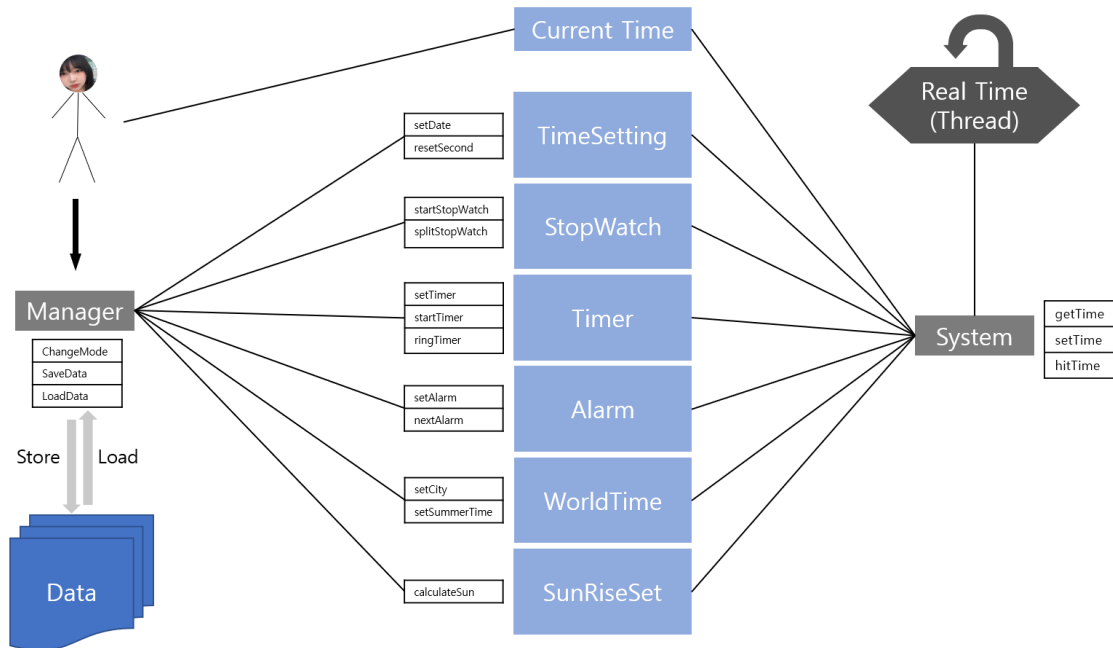 Current Time
Real Time
(Thread)
setDate
resetSecond
TimeSetting
startStopWatch
splitStopWatch
StopWatch
Manager
ChangeMode
SaveData
LoadData
setTimer
startTimer
ringTimer
Timer
System
getTime
setTime
hitTime
setAlarm
nextAlarm
Alarm
Store
Load
setCity
setSummerTime
WorldTime
Data
calculateSun
SunRiseSet